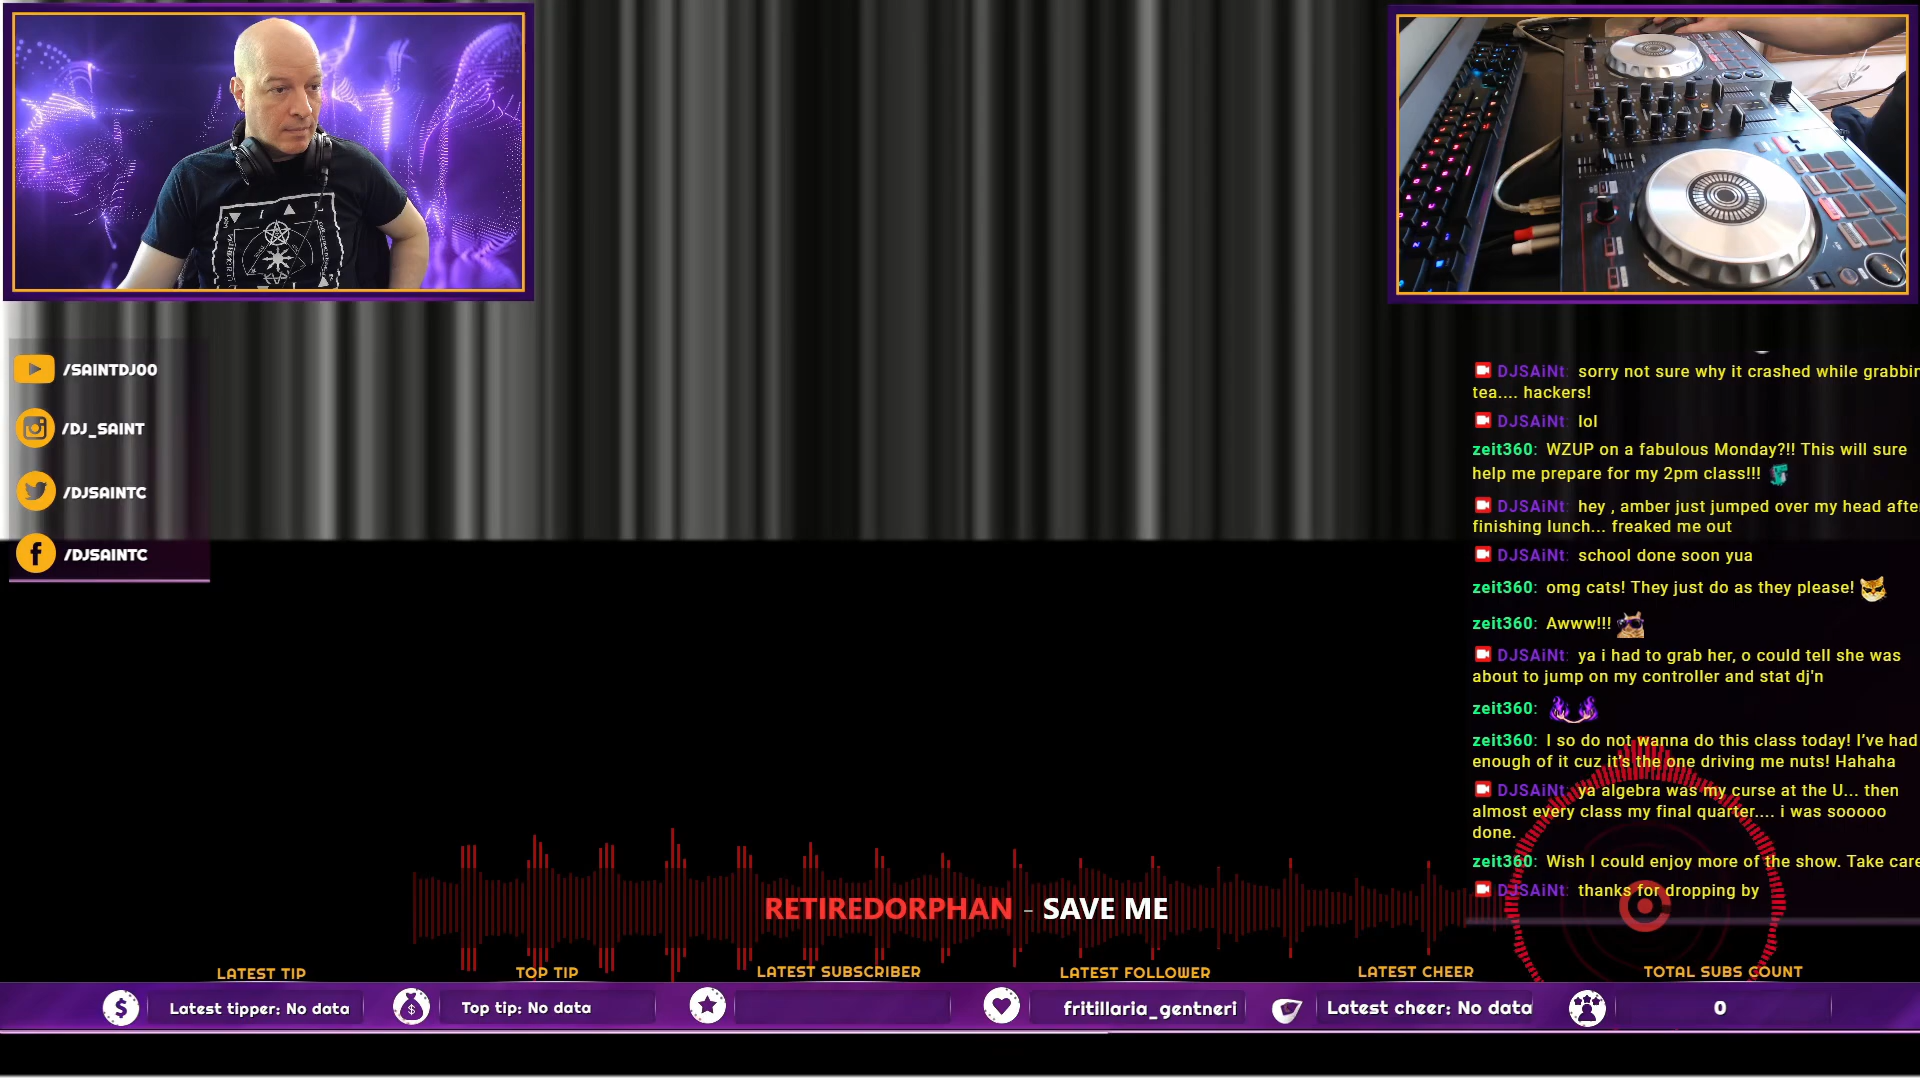 /SAINTDJ00
/DJ_SAINT
/DJSAINTC
/DJSAINTC
DJSAiNt: sorry not sure why it crashed while grabbin
tea.... hackers!
DJSAiNt: lol
zeit360: WZUP on a fabulous Monday?!! This will sure
help me prepare for my 2pm class!!!
DJSAiNt: hey , amber just jumped over my head afte
finishing lunch... freaked me out
DJSAiNt: school done soon yua
zeit360: omg cats! They just do as they please!
zeit360: Awww!!!
DJSAiNt: ya i had to grab her, o could tell she was
about to jump on my controller and stat dj'n
zeit360:
zeit360: I so do not wanna do this class today! I've had
enough of it cuz it's the one driving me nuts! Hahaha
DJSAiNt: ya algebra was my curse at the U... then
almost every class my final quarter.... i was sooooo
done.
zeit360: Wish I could enjoy more of the show. Take care
DJSAiNt: thanks for dropping by
RETIREDORPHAN - SAVE ME
LATEST TIP
TOP TIP
LATEST SUBSCRIBER
LATEST FOLLOWER
LATEST CHEER
TOTAL SUBS COUNT
Latest tipper: No data
Top tip: No data
fritillaria_gentneri
Latest cheer: No data
0